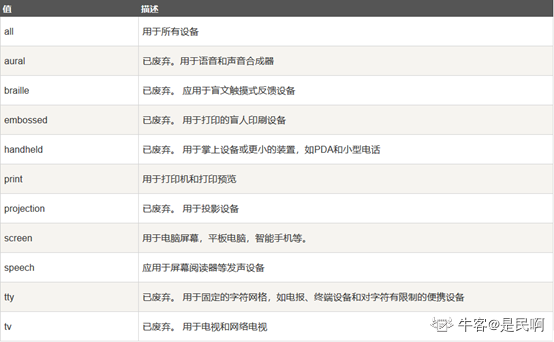 值 描述
all 用于所有设备
aural 已废弃。用于语音和声音合成器
braille 已废弃。 应用于盲文触摸式反馈设备
embossed 已废弃。 用于打印的盲人印刷设备
handheld 已废弃。 用于掌上设备或更小的装置，如PDA和小型电话
print 用于打印机和打印预览
projection 已废弃。 用于投影设备
screen 用于电脑屏幕，平板电脑，智能手机等。
speech 应用于屏幕阅读器等发声设备
tty 已废弃。 用于固定的字符网格，如电报、终端设备和对字符有限制的便携设备
tv 已废弃。 用于电视和网络电视
牛客@是民啊